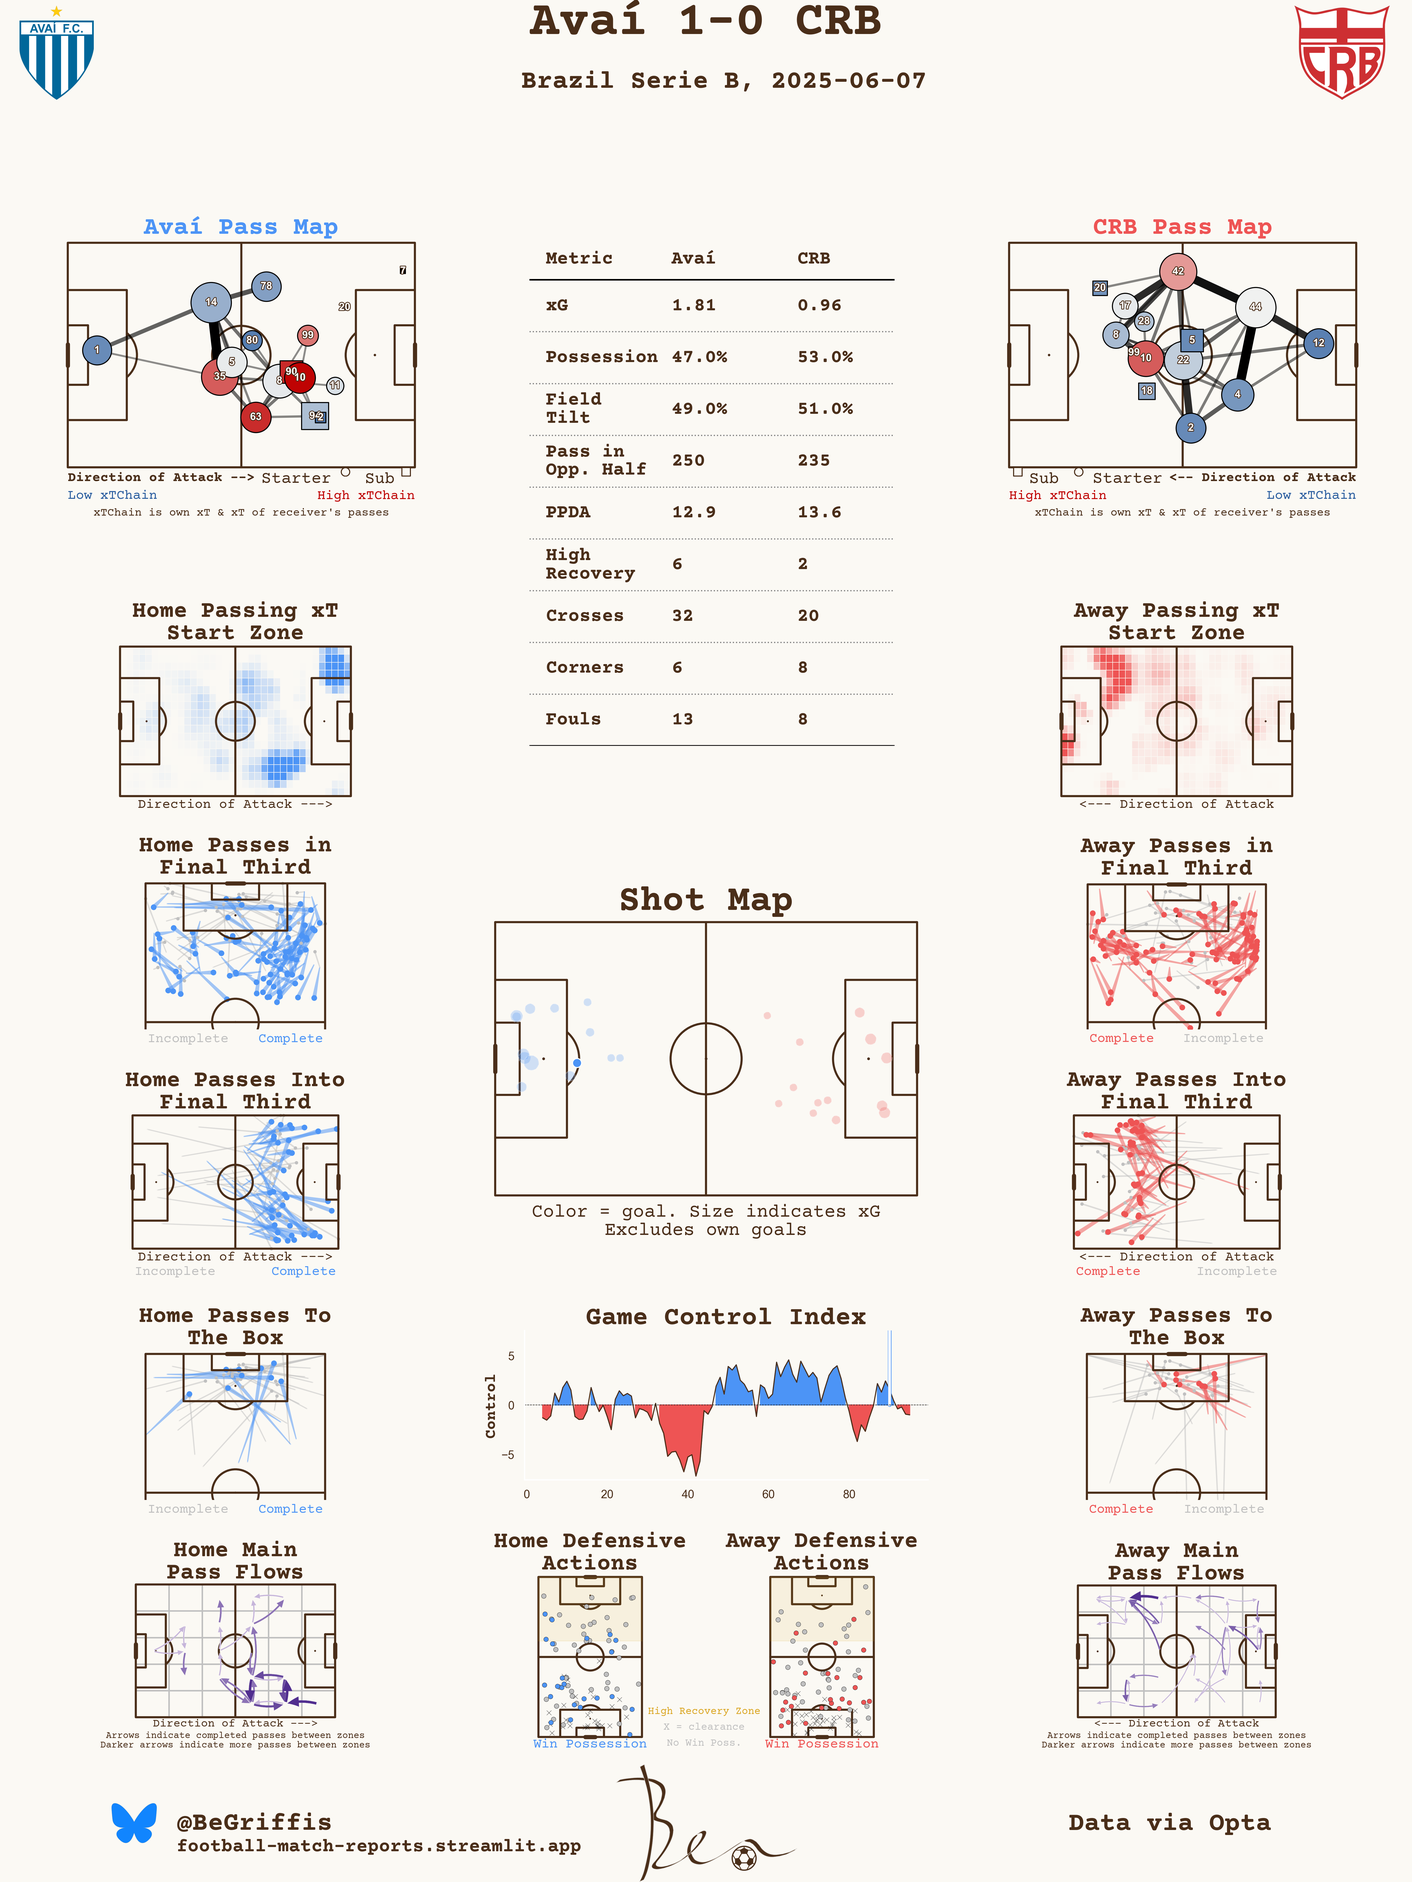 Avaí 1-0 CRB
Brazil Serie B, 2025-06-07
AVAÍ F.C.
CRB
Avaí Pass Map
1
14
78
35
5
80
99
8
90
10
11
63
2
20
7
Direction of Attack --> Starter Sub
Low xTChain High xTChain
xTChain is own xT & xT of receiver's passes
Metric Avaí CRB
xG 1.81 0.96
Possession 47.0% 53.0%
Field
Tilt 49.0% 51.0%
Pass in
Opp. Half 250 235
PPDA 12.9 13.6
High
Recovery 6 2
Crosses 32 20
Corners 6 8
Fouls 13 8
CRB Pass Map
42
20
17
28
8
99
10
5
22
44
12
18
4
2
Sub Starter <-- Direction of Attack
High xTChain Low xTChain
xTChain is own xT & xT of receiver's passes
Home Passing xT
Start Zone
Direction of Attack --->
Away Passing xT
Start Zone
<--- Direction of Attack
Home Passes in
Final Third
Incomplete Complete
Away Passes in
Final Third
Complete Incomplete
Shot Map
Color = goal. Size indicates xG
Excludes own goals
Home Passes Into
Final Third
Direction of Attack --->
Incomplete Complete
Away Passes Into
Final Third
<--- Direction of Attack
Complete Incomplete
Home Passes To
The Box
Incomplete Complete
Game Control Index
Control
5
0
−5
0 20 40 60 80
Away Passes To
The Box
Complete Incomplete
Home Main
Pass Flows
Direction of Attack --->
Arrows indicate completed passes between zones
Darker arrows indicate more passes between zones
Home Defensive
Actions
Win Possession
High Recovery Zone
X = clearance
No Win Poss.
Away Defensive
Actions
Win Possession
Away Main
Pass Flows
<--- Direction of Attack
Arrows indicate completed passes between zones
Darker arrows indicate more passes between zones
@BeGriffis
football-match-reports.streamlit.app
Ben
Data via Opta